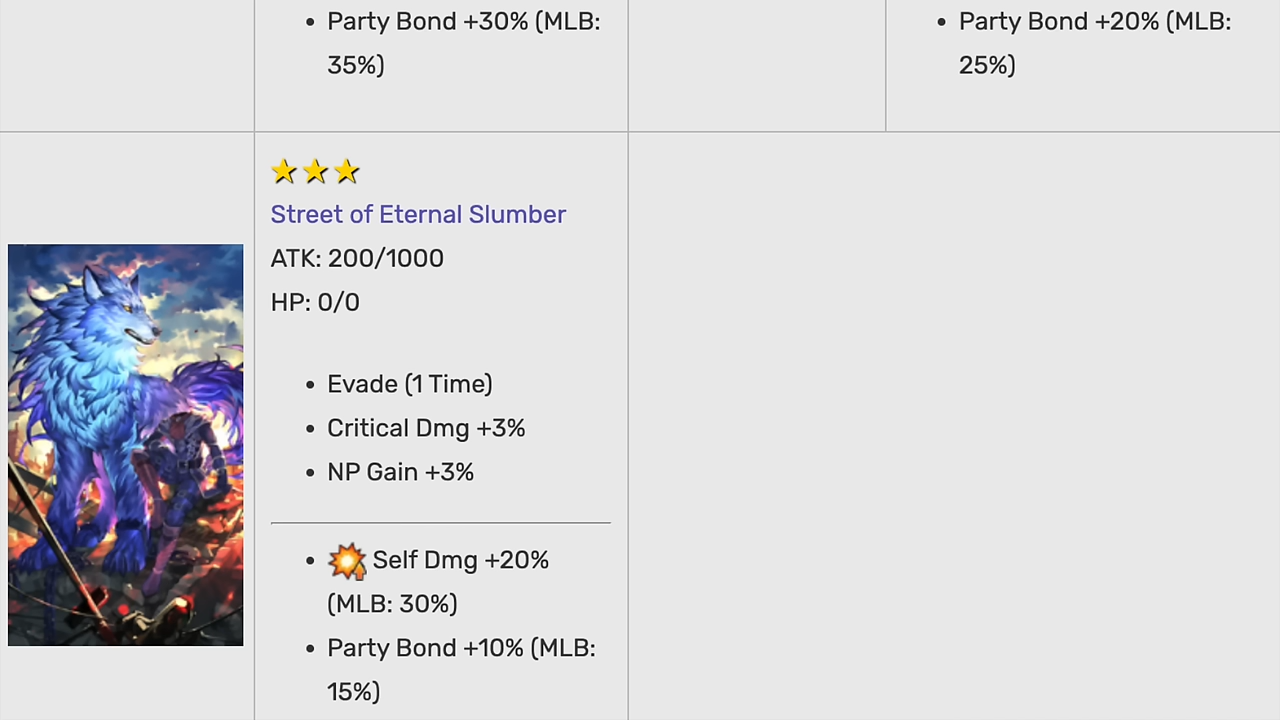 Party Bond +30% (MLB:
35%)
Party Bond +20% (MLB:
25%)
Street of Eternal Slumber
ATK: 200/1000
HP: 0/0
Evade (1 Time)
Critical Dmg +3%
NP Gain +3%
Self Dmg +20%
(MLB: 30%)
Party Bond +10% (MLB:
15%)